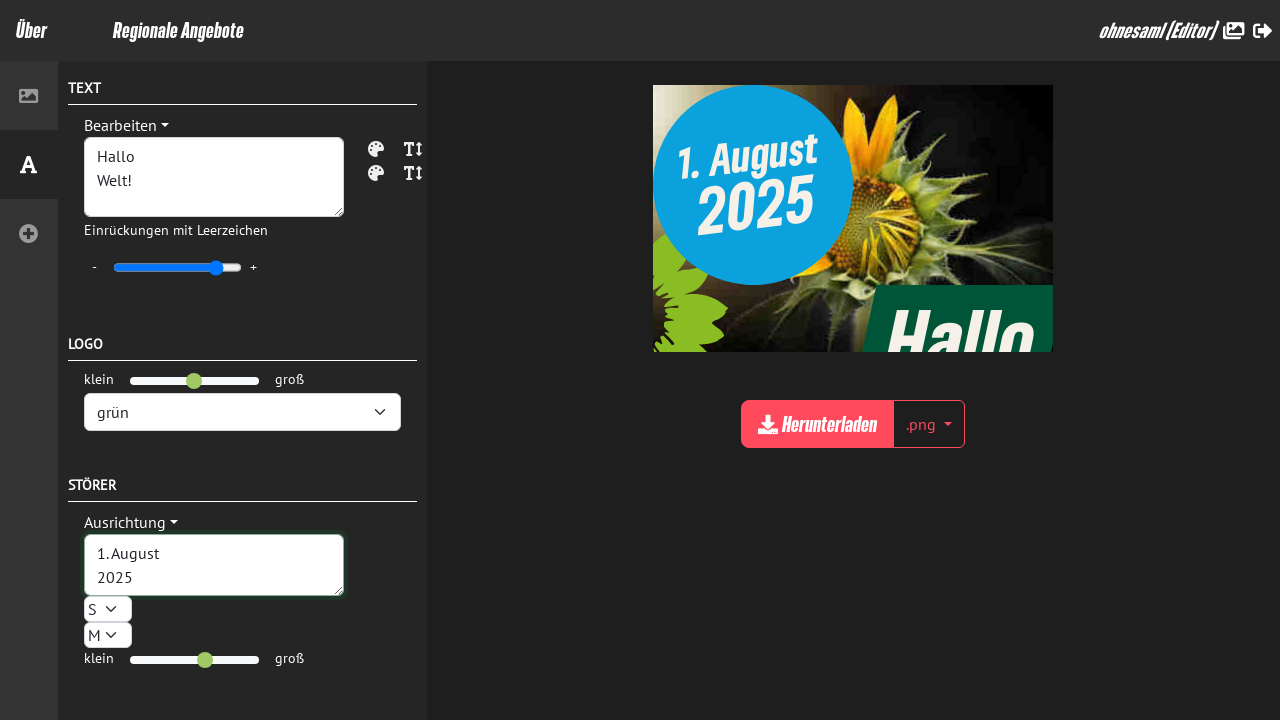 Über
Regionale Angebote
ohnesaml [Editor]
TEXT
Bearbeiten
Hallo
Welt!
Einrückungen mit Leerzeichen
- +
LOGO
klein groß
grün
STÖRER
Ausrichtung
1. August
2025
S
M
klein groß
1. August
2025
Hallo
Herunterladen
.png